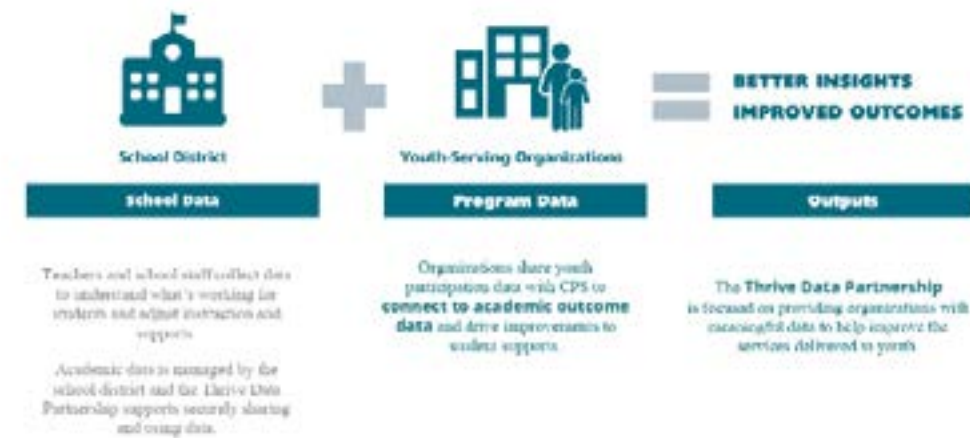 School District
Youth-Serving Organizations
BETTER INSIGHTS
IMPROVED OUTCOMES
School Data
Program Data
Outputs
Teachers and school staff collect data
to understand what's working for
students and adjust instruction and
supports.
Academic data is managed by the
school district and the Thrive Data
Partnership supports securely sharing
and using data.
Organizations share youth
participation data with CPS to
connect to academic outcome
data and drive improvements to
student supports.
The Thrive Data Partnership
is focused on providing organizations with
meaningful data to help improve the
services delivered to youth